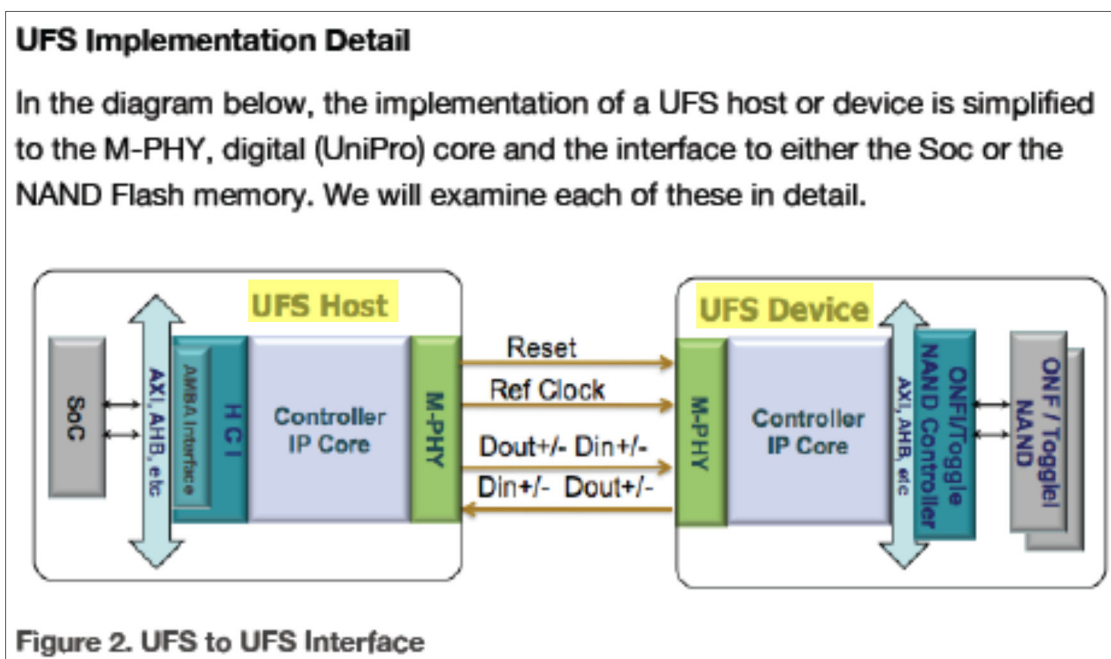 UFS Implementation Detail
In the diagram below, the implementation of a UFS host or device is simplified
to the M-PHY, digital (UniPro) core and the interface to either the Soc or the
NAND Flash memory. We will examine each of these in detail.
UFS Host
SoC
AXI, AHB, etc
AMBA Interface
HCI
Controller
IP Core
M-PHY
Reset
Ref Clock
Dout+/- Din+/-
Din+/- Dout+/-
UFS Device
M-PHY
Controller
IP Core
AXI, AHB, etc
ONFI/Toggle
NAND Controller
ONF / Togglel
NAND
Figure 2. UFS to UFS Interface